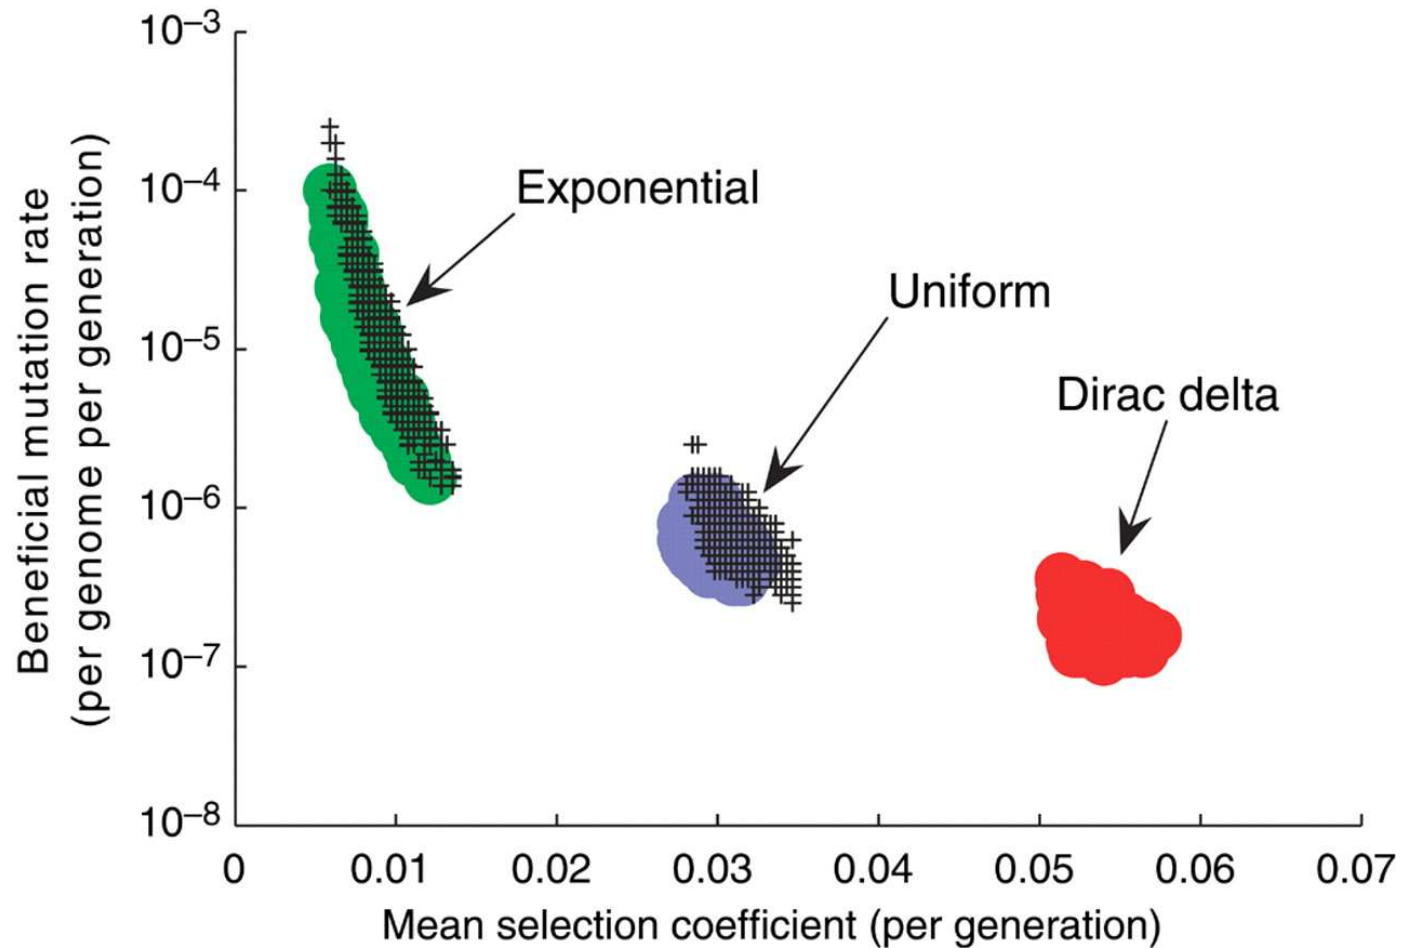 Beneficial mutation rate
(per genome per generation)
10–3
10–4
10–5
10–6
10–7
10–8
Exponential
Uniform
Dirac delta
0 0.01 0.02 0.03 0.04 0.05 0.06 0.07
Mean selection coefficient (per generation)